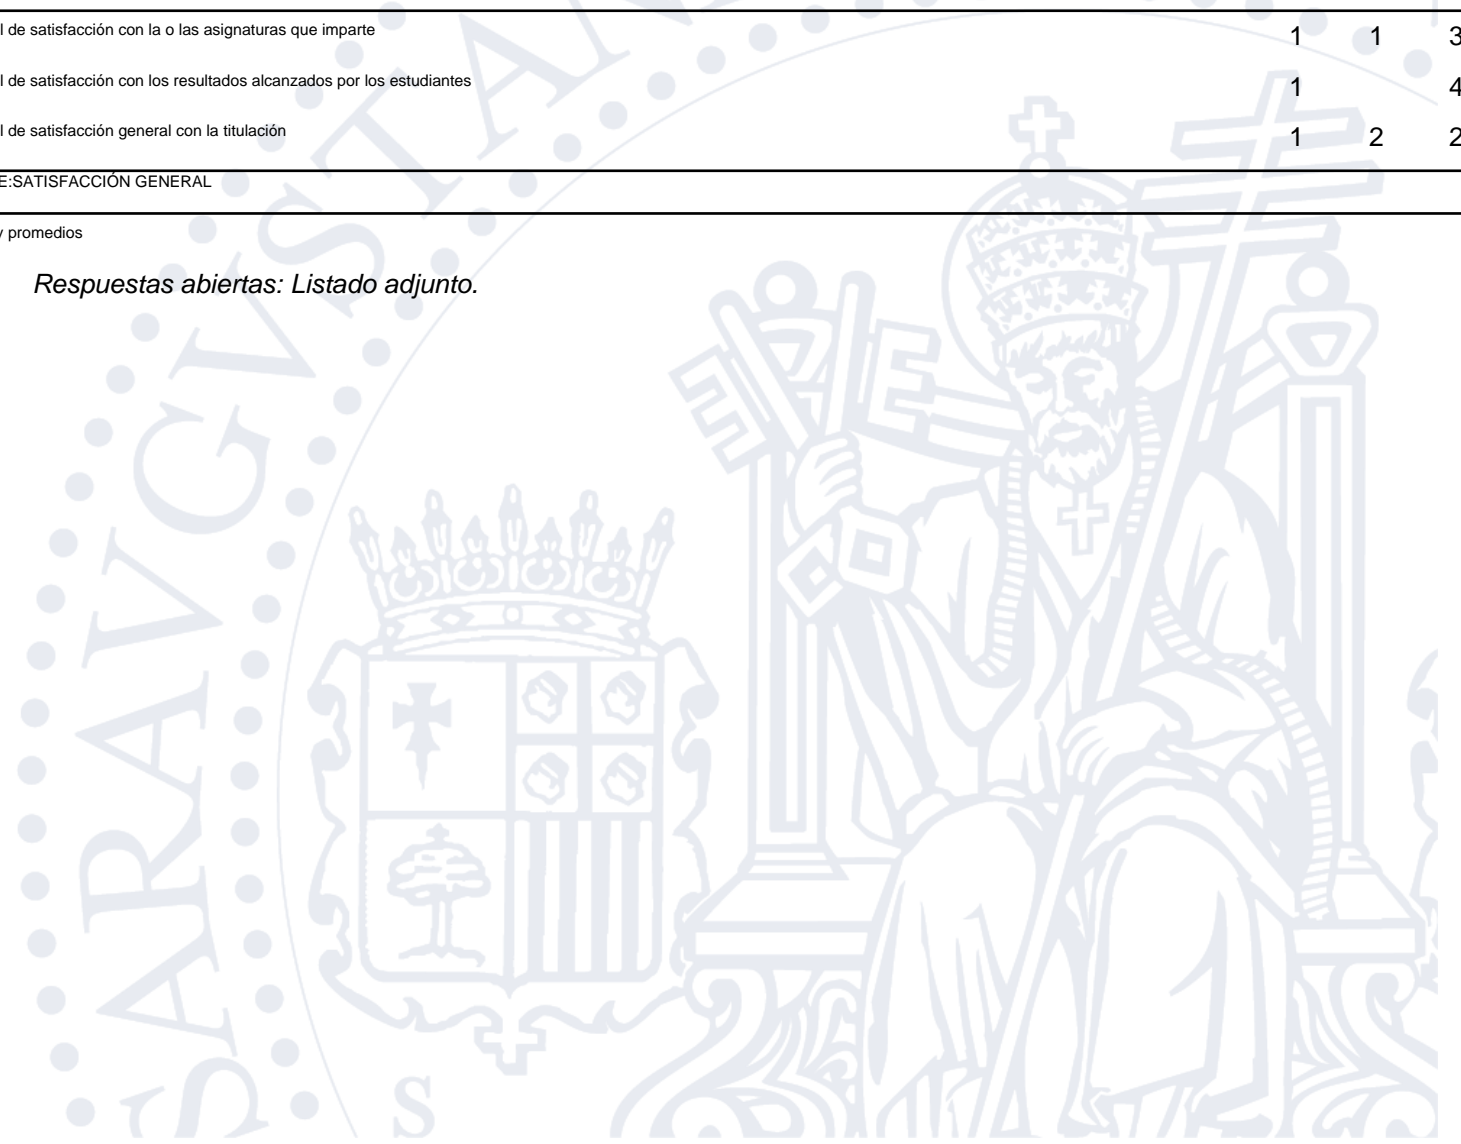 l de satisfacción con la o las asignaturas que imparte 1 1 3
l de satisfacción con los resultados alcanzados por los estudiantes 1 4
l de satisfacción general con la titulación 1 2 2
E:SATISFACCIÓN GENERAL
y promedios
Respuestas abiertas: Listado adjunto.
SARAVGVSTAN
S